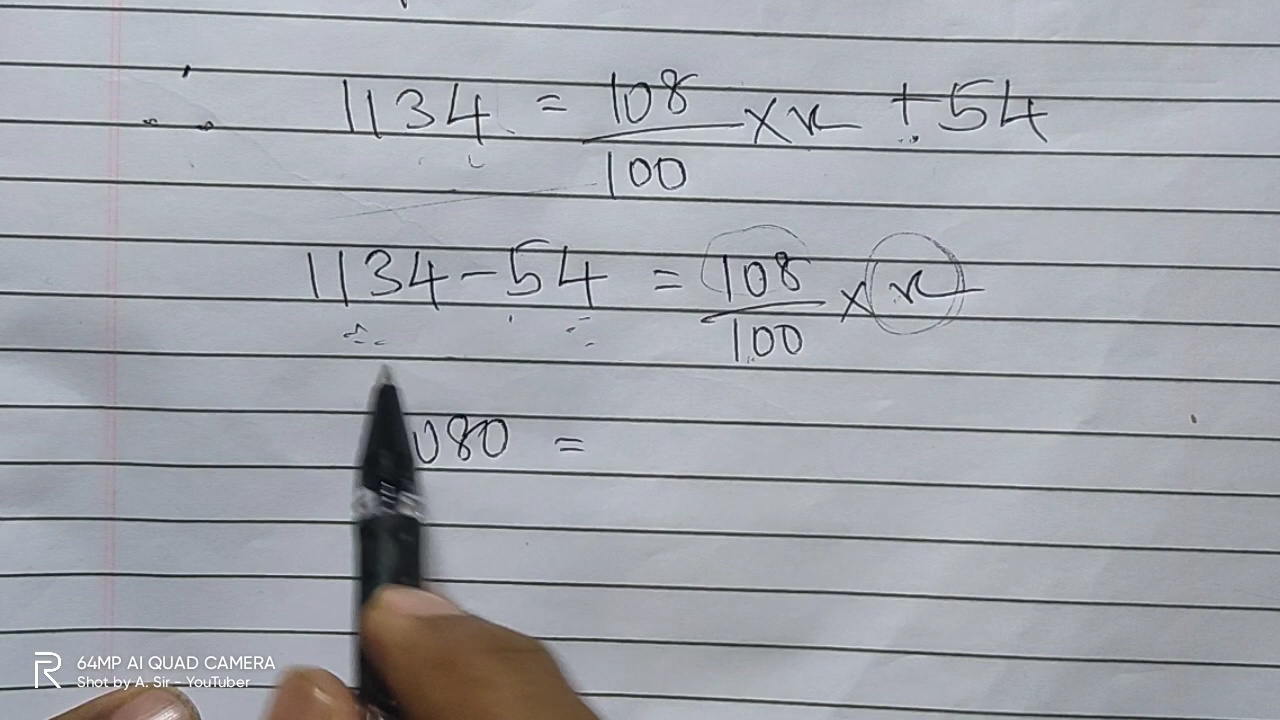 ∴ 1134 = 108/100 × x + 54
1134 - 54 = 108/100 × x
080 =
64MP AI QUAD CAMERA
Shot by A. Sir - YouTuber